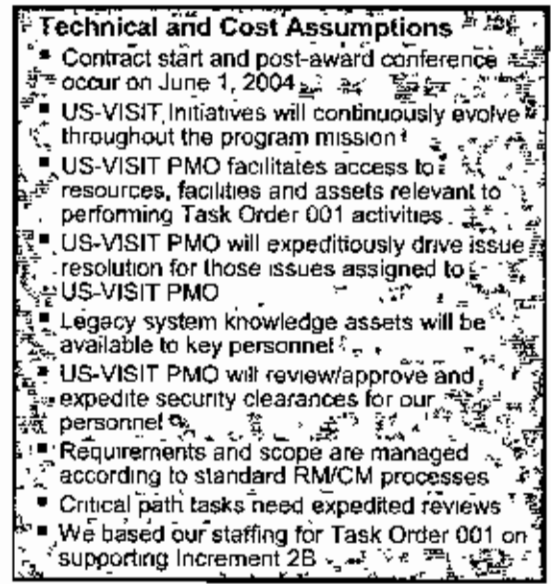 Technical and Cost Assumptions
▪ Contract start and post-award conference
occur on June 1, 2004
▪ US-VISIT Initiatives will continuously evolve
throughout the program mission
▪ US-VISIT PMO facilitates access to
resources, facilities and assets relevant to
performing Task Order 001 activities
▪ US-VISIT PMO will expeditiously drive issue
resolution for those issues assigned to
US-VISIT PMO
▪ Legacy system knowledge assets will be
available to key personnel
▪ US-VISIT PMO will review/approve and
expedite security clearances for our
personnel
▪ Requirements and scope are managed
according to standard RM/CM processes
▪ Critical path tasks need expedited reviews
▪ We based our staffing for Task Order 001 on
supporting Increment 2B